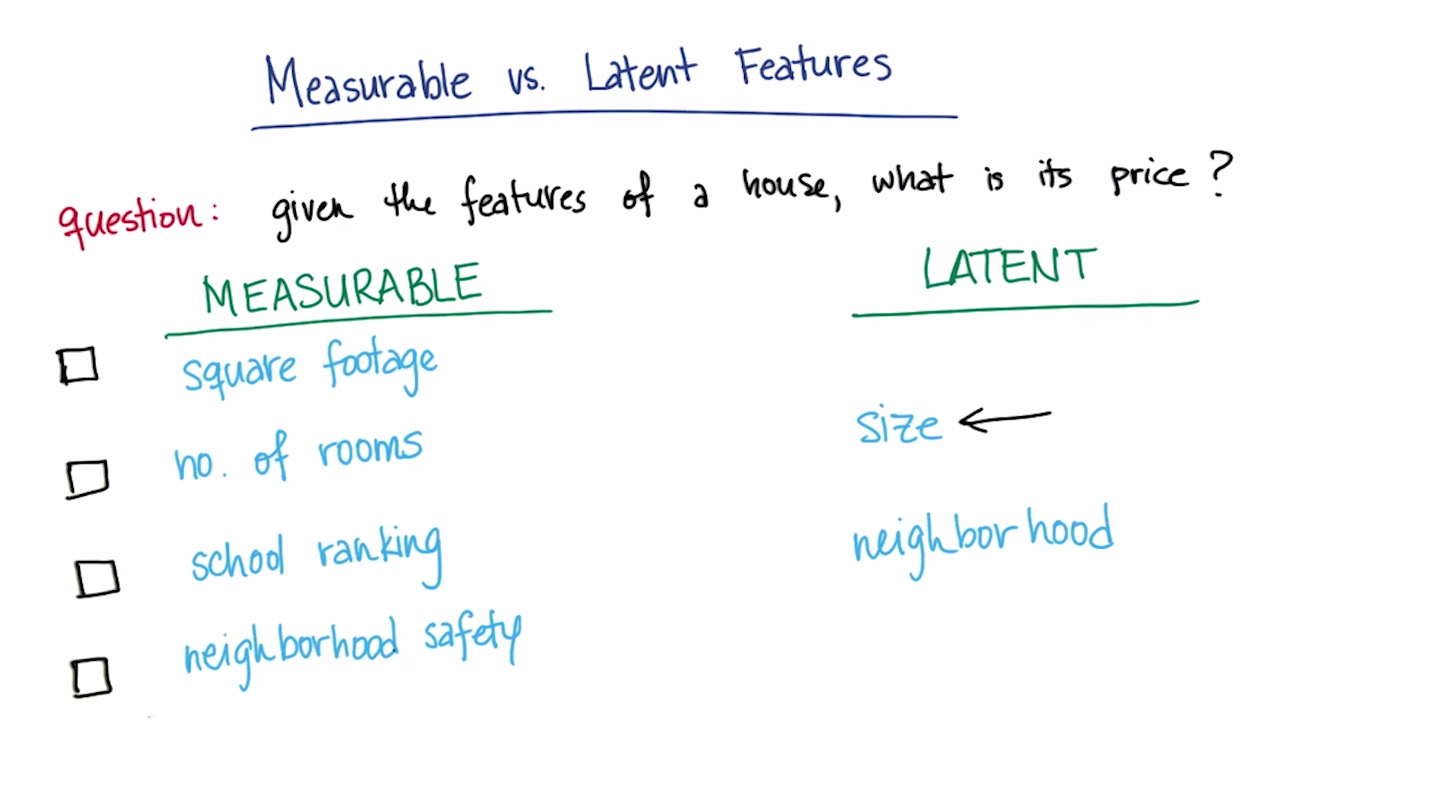 Measurable vs. Latent Features
question: given the features of a house, what is its price?
MEASURABLE
square footage
no. of rooms
school ranking
neighborhood safety
LATENT
size
neighborhood